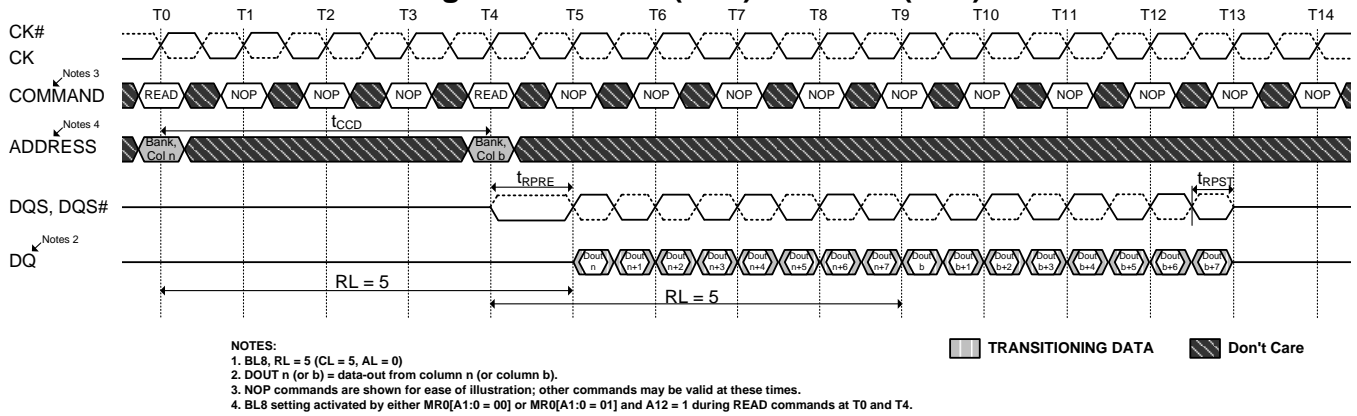 T0 T1 T2 T3 T4 T5 T6 T7 T8 T9 T10 T11 T12 T13 T14
CK#
CK
Notes 3
COMMAND READ NOP NOP NOP READ NOP NOP NOP NOP NOP NOP NOP NOP NOP NOP
Notes 4
tCCD
ADDRESS Bank, Col n Bank, Col b
tRPRE tRPST
DQS, DQS#
Notes 2
DQ Dout n Dout n+1 Dout n+2 Dout n+3 Dout n+4 Dout n+5 Dout n+6 Dout n+7 Dout b Dout b+1 Dout b+2 Dout b+3 Dout b+4 Dout b+5 Dout b+6 Dout b+7
RL = 5 RL = 5
NOTES:
1. BL8, RL = 5 (CL = 5, AL = 0)
2. DOUT n (or b) = data-out from column n (or column b).
3. NOP commands are shown for ease of illustration; other commands may be valid at these times.
4. BL8 setting activated by either MR0[A1:0 = 00] or MR0[A1:0 = 01] and A12 = 1 during READ commands at T0 and T4.
TRANSITIONING DATA Don't Care